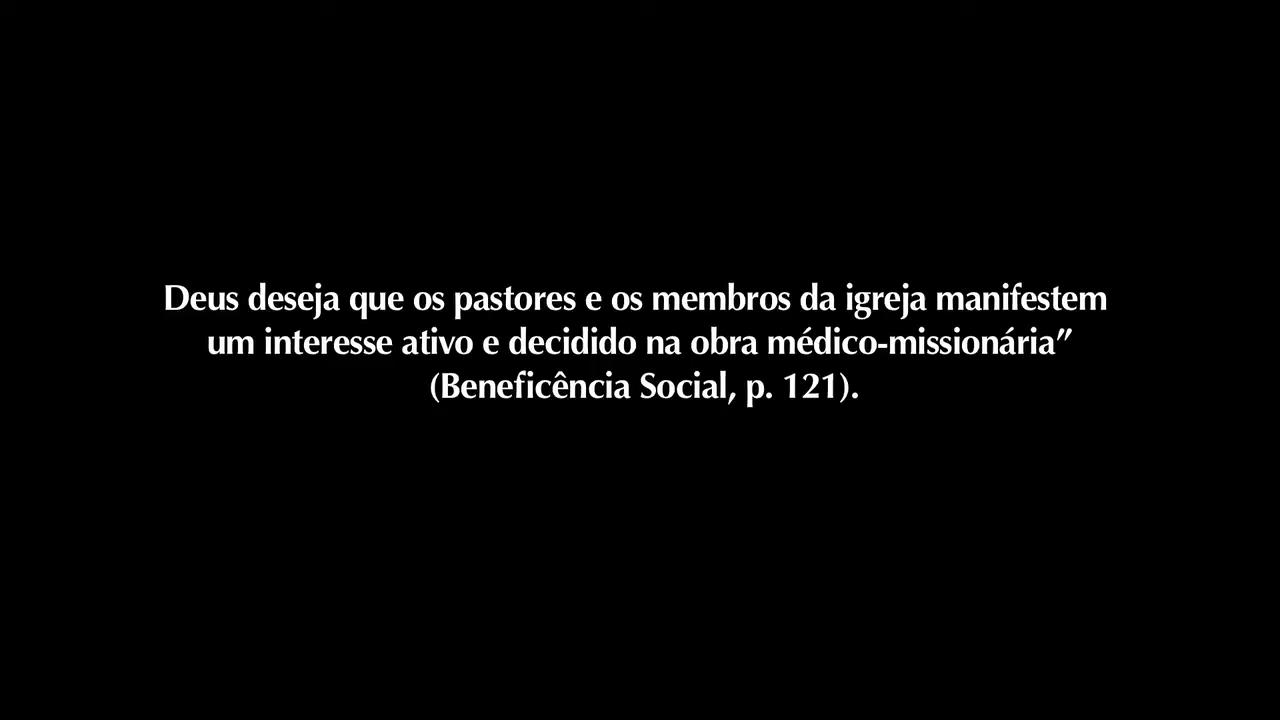 Deus deseja que os pastores e os membros da igreja manifestem
um interesse ativo e decidido na obra médico-missionária”
(Beneficência Social, p. 121).